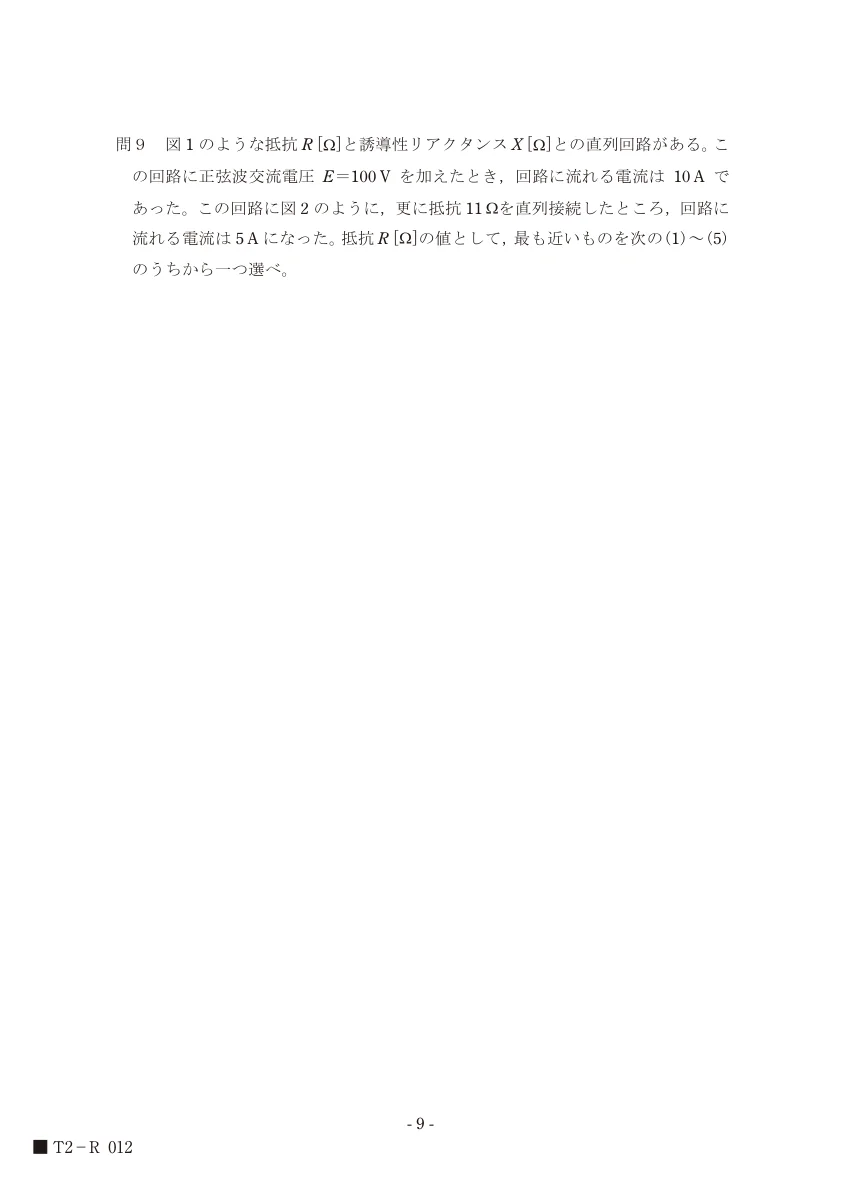 問９　図 1 のような抵抗 R [Ω]と誘導性リアクタンス X [Ω]との直列回路がある。こ
の回路に正弦波交流電圧 E＝100 V を加えたとき，回路に流れる電流は 10 A で
あった。この回路に図 2 のように，更に抵抗 11 Ωを直列接続したところ，回路に
流れる電流は 5 A になった。抵抗 R [Ω]の値として，最も近いものを次の(1)～(5)
のうちから一つ選べ。
- 9 -
■ T2－R 012